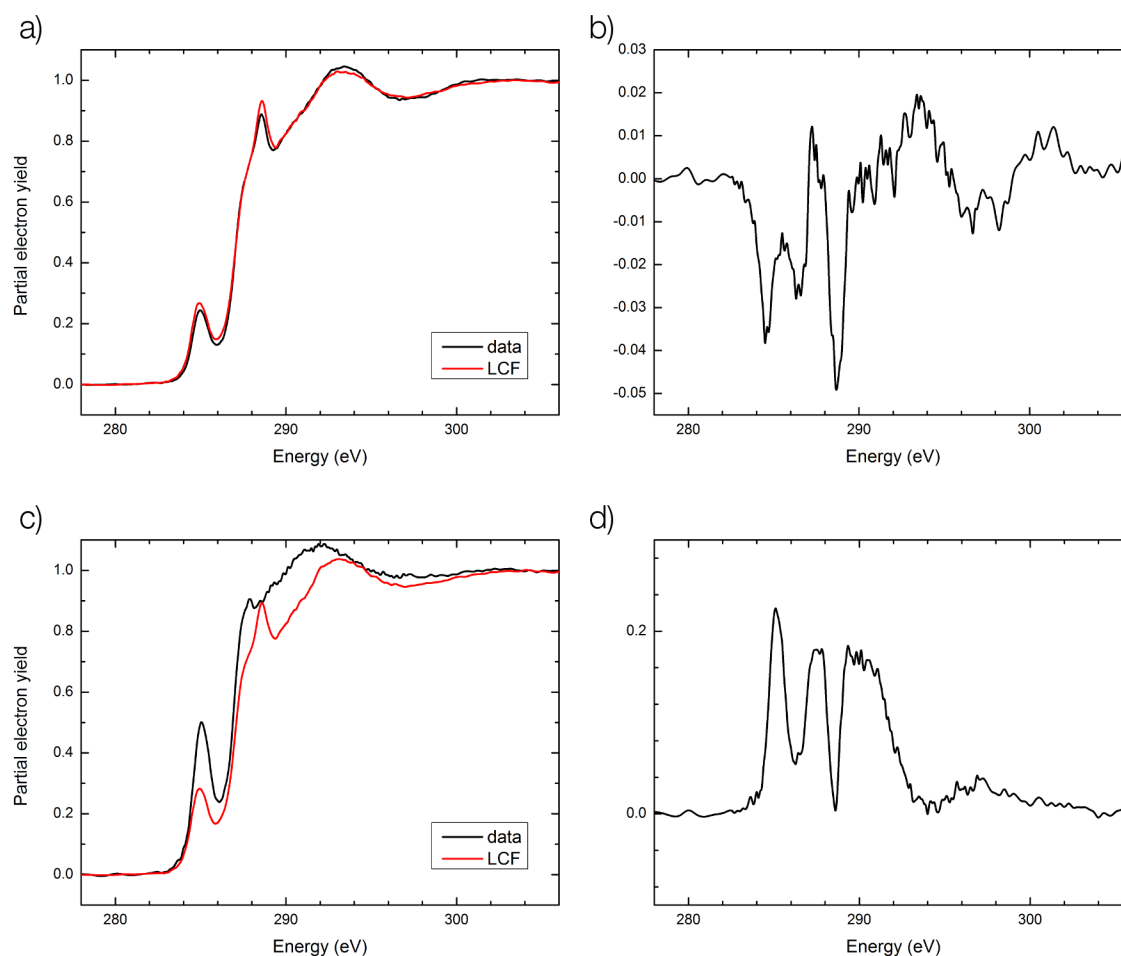 a)
b)
Partial electron yield
1.0
0.8
0.6
0.4
0.2
0.0
data
LCF
280
290
300
Energy (eV)
0.03
0.02
0.01
0.00
-0.01
-0.02
-0.03
-0.04
-0.05
280
290
300
Energy (eV)
c)
d)
Partial electron yield
1.0
0.8
0.6
0.4
0.2
0.0
data
LCF
280
290
300
Energy (eV)
0.2
0.0
280
290
300
Energy (eV)